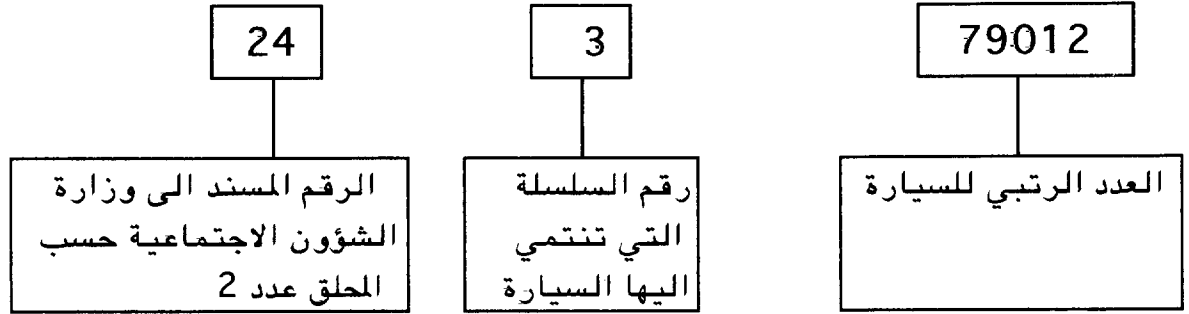 24
3
79012
العدد الرتبي للسيارة
رقم السلسلة
التي تنتمي
اليها السيارة
الرقم المسند الى وزارة
الشؤون الاجتماعية حسب
المحلق عدد 2